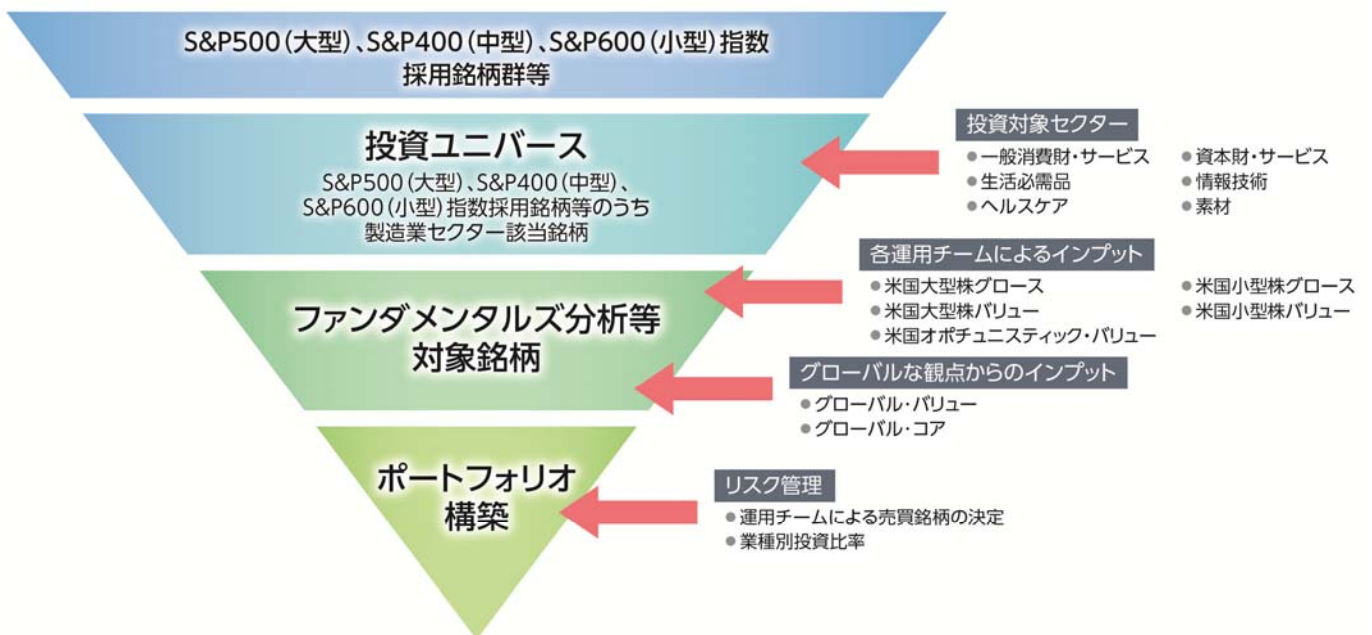 S&P500（大型）、S&P400（中型）、S&P600（小型）指数
採用銘柄群等
投資ユニバース
S&P500（大型）、S&P400（中型）、
S&P600（小型）指数採用銘柄等のうち
製造業セクター該当銘柄
投資対象セクター
●一般消費財・サービス
●資本財・サービス
●生活必需品
●情報技術
●ヘルスケア
●素材
ファンダメンタルズ分析等
対象銘柄
各運用チームによるインプット
●米国大型株グロース
●米国小型株グロース
●米国大型株バリュー
●米国小型株バリュー
●米国オポチュニスティック・バリュー
グローバルな観点からのインプット
●グローバル・バリュー
●グローバル・コア
ポートフォリオ
構築
リスク管理
●運用チームによる売買銘柄の決定
●業種別投資比率